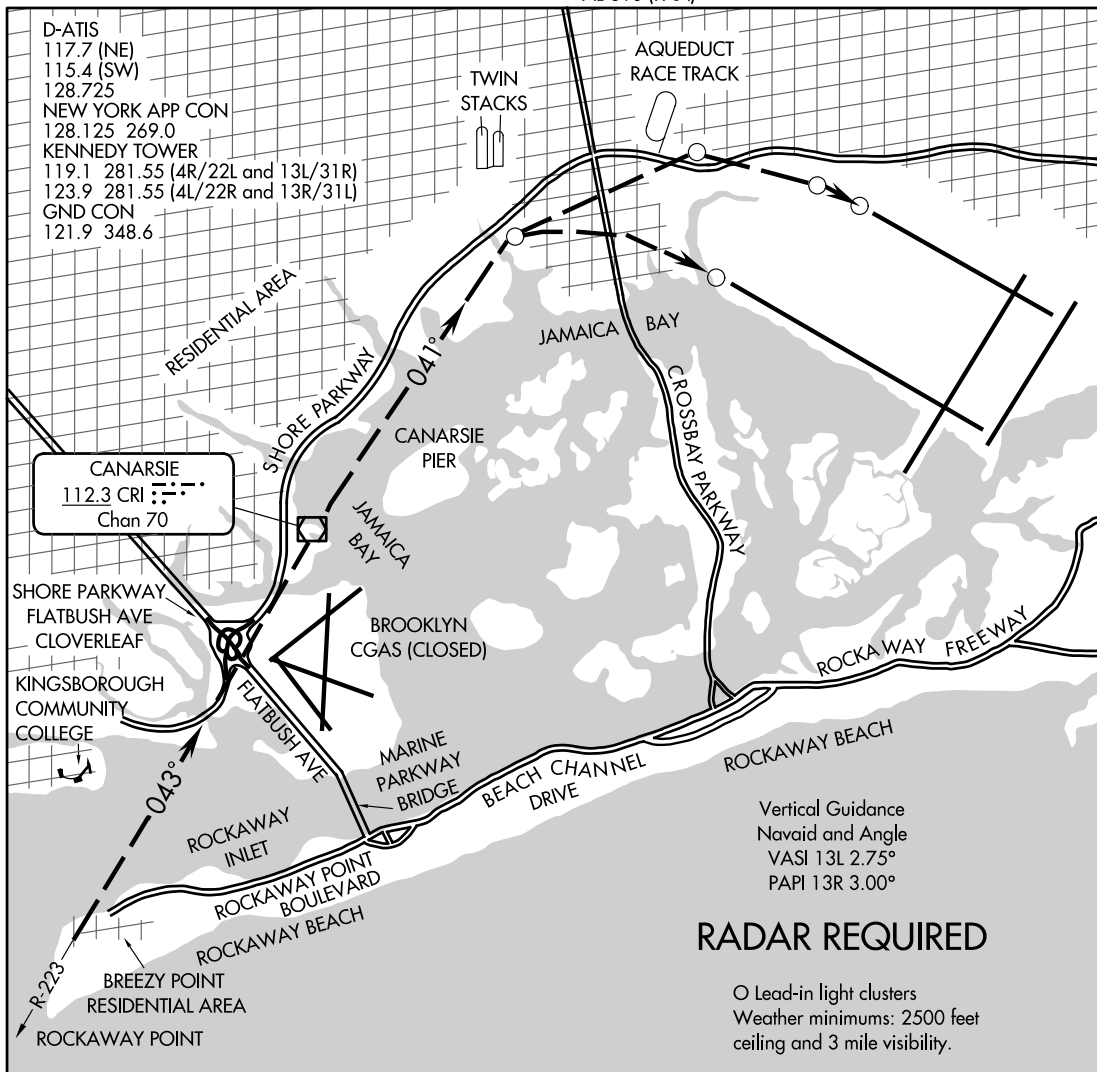 D-ATIS
117.7 (NE)
115.4 (SW)
128.725
NEW YORK APP CON
128.125 269.0
KENNEDY TOWER
119.1 281.55 (4R/22L and 13L/31R)
123.9 281.55 (4L/22R and 13R/31L)
GND CON
121.9 348.6
TWIN
STACKS
AQUEDUCT
RACE TRACK
RESIDENTIAL AREA
SHORE PARKWAY
041°
JAMAICA BAY
CROSSBAY PARKWAY
CANARSIE
PIER
CANARSIE
112.3 CRI
Chan 70
JAMAICA
BAY
SHORE PARKWAY
FLATBUSH AVE
CLOVERLEAF
BROOKLYN
CGAS (CLOSED)
KINGSBOROUGH
COMMUNITY
COLLEGE
FLATBUSH AVE
043°
MARINE
PARKWAY
BRIDGE
ROCKAWAY FREEWAY
BEACH CHANNEL
DRIVE
ROCKAWAY BEACH
ROCKAWAY
INLET
ROCKAWAY POINT
BOULEVARD
ROCKAWAY BEACH
Vertical Guidance
Navaid and Angle
VASI 13L 2.75°
PAPI 13R 3.00°
RADAR REQUIRED
R-223
BREEZY POINT
RESIDENTIAL AREA
ROCKAWAY POINT
O Lead-in light clusters
Weather minimums: 2500 feet
ceiling and 3 mile visibility.